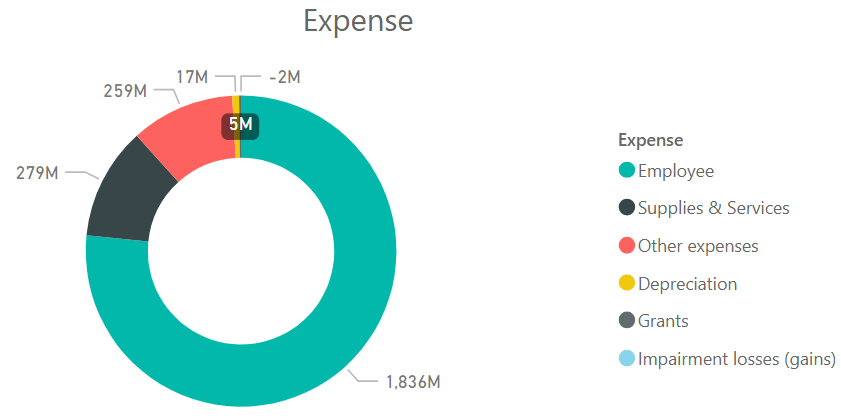 Expense
17M
-2M
259M
5M
279M
1,836M
Expense
Employee
Supplies & Services
Other expenses
Depreciation
Grants
Impairment losses (gains)